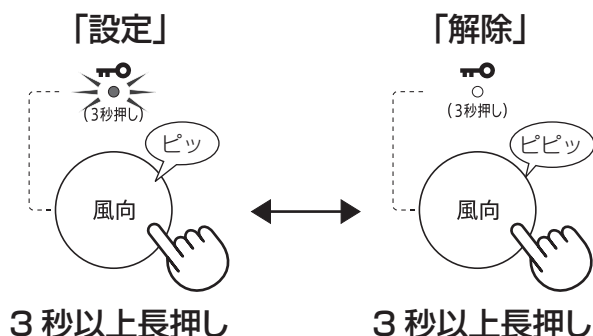 「設定」
「解除」
(3秒押し)
(3秒押し)
ピッ
ピピッ
風向
風向
3秒以上長押し
3秒以上長押し